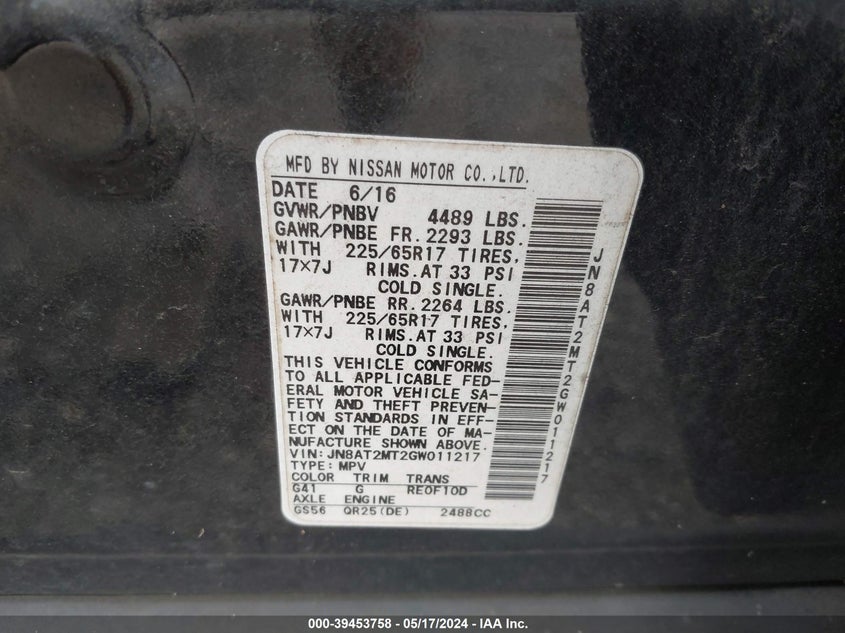 MFD BY NISSAN MOTOR CO.,LTD.
DATE 6/16
GVWR/PNBV 4489 LBS.
GAWR/PNBE FR. 2293 LBS.
WITH 225/65R17 TIRES,
17×7J RIMS.AT 33 PSI
COLD SINGLE.
GAWR/PNBE RR. 2264 LBS.
WITH 225/65R17 TIRES,
17×7J RIMS.AT 33 PSI
COLD SINGLE.
THIS VEHICLE CONFORMS
TO ALL APPLICABLE FED-
ERAL MOTOR VEHICLE SA-
FETY AND THEFT PREVEN-
TION STANDARDS IN EFF-
ECT ON THE DATE OF MA-
NUFACTURE SHOWN ABOVE.
VIN: JN8AT2MT2GW011217
TYPE: MPV
COLOR TRIM TRANS
G41 G RE0F10D
AXLE ENGINE
GS56 QR25(DE) 2488CC
JN8AT2MT2GW011217
000-39453758 - 05/17/2024 - IAA Inc.